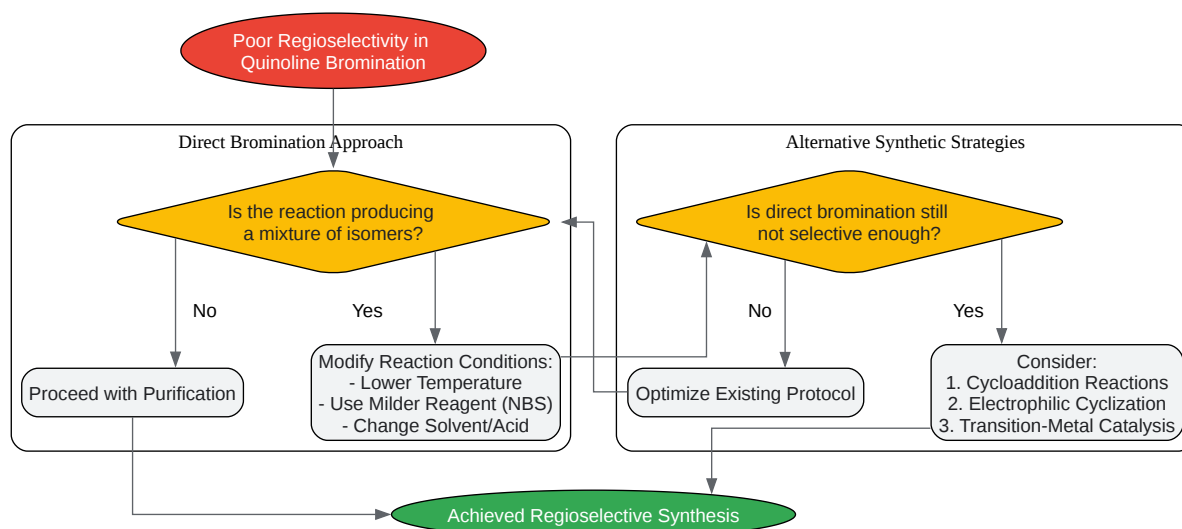 Poor Regioselectivity in
Quinoline Bromination
Direct Bromination Approach
Alternative Synthetic Strategies
Is the reaction producing
a mixture of isomers?
Is direct bromination still
not selective enough?
No
Yes
No
Yes
Proceed with Purification
Modify Reaction Conditions:
- Lower Temperature
- Use Milder Reagent (NBS)
- Change Solvent/Acid
Optimize Existing Protocol
Consider:
1. Cycloaddition Reactions
2. Electrophilic Cyclization
3. Transition-Metal Catalysis
Achieved Regioselective Synthesis